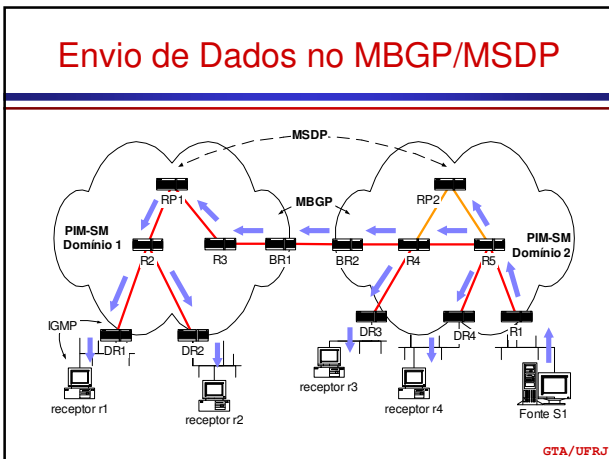 Envio de Dados no MBGP/MSDP
MSDP
RP1
RP2
MBGP
PIM-SM
Domínio 1
PIM-SM
Domínio 2
R2
R3
BR1
BR2
R4
R5
IGMP
DR1
DR2
DR3
DR4
R1
receptor r1
receptor r2
receptor r3
receptor r4
Fonte S1
GTA/UFRJ